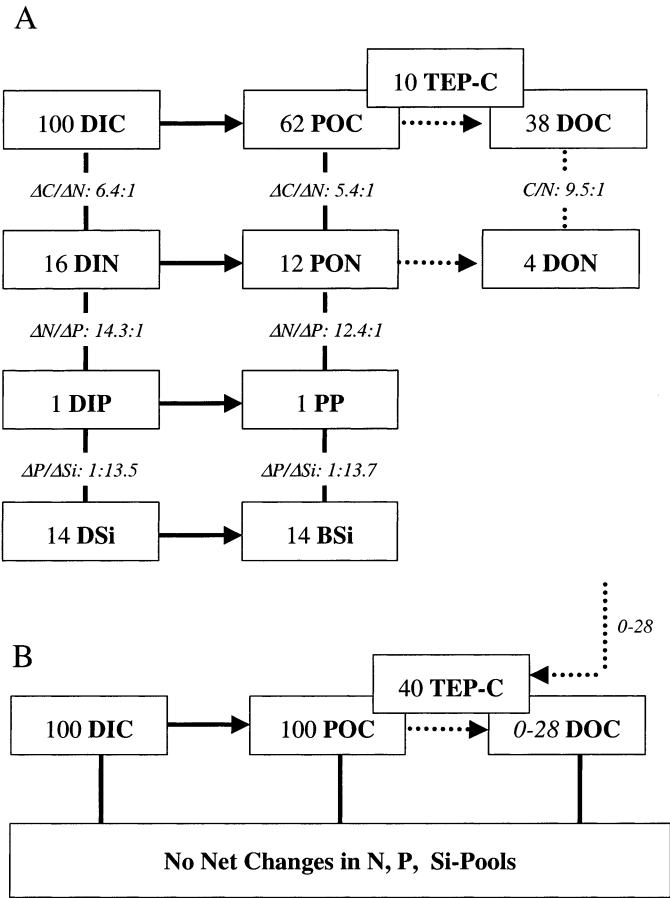 A
10 TEP-C
100 DIC
62 POC
38 DOC
ΔC/ΔN: 6.4:1
ΔC/ΔN: 5.4:1
C/N: 9.5:1
16 DIN
12 PON
4 DON
ΔN/ΔP: 14.3:1
ΔN/ΔP: 12.4:1
1 DIP
1 PP
ΔP/ΔSi: 1:13.5
ΔP/ΔSi: 1:13.7
14 DSi
14 BSi
0-28
B
40 TEP-C
100 DIC
100 POC
0-28 DOC
No Net Changes in N, P, Si-Pools